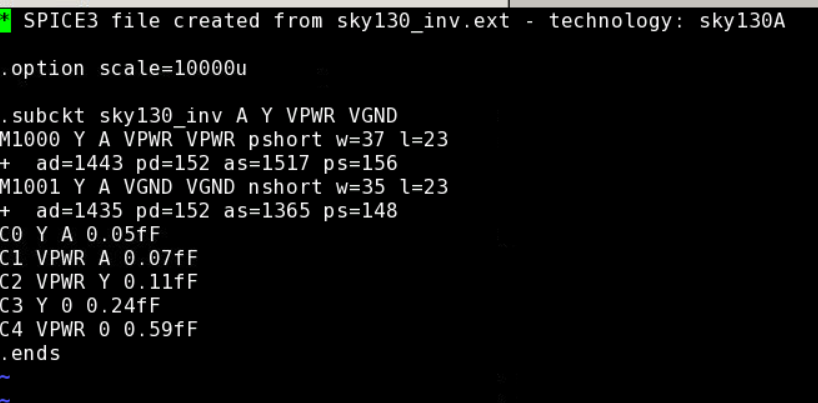 * SPICE3 file created from sky130_inv.ext - technology: sky130A
.option scale=10000u
.subckt sky130_inv A Y VPWR VGND
M1000 Y A VPWR VPWR pshort w=37 l=23
+  ad=1443 pd=152 as=1517 ps=156
M1001 Y A VGND VGND nshort w=35 l=23
+  ad=1435 pd=152 as=1365 ps=148
C0 Y A 0.05fF
C1 VPWR A 0.07fF
C2 VPWR Y 0.11fF
C3 Y 0 0.24fF
C4 VPWR 0 0.59fF
.ends
~
~